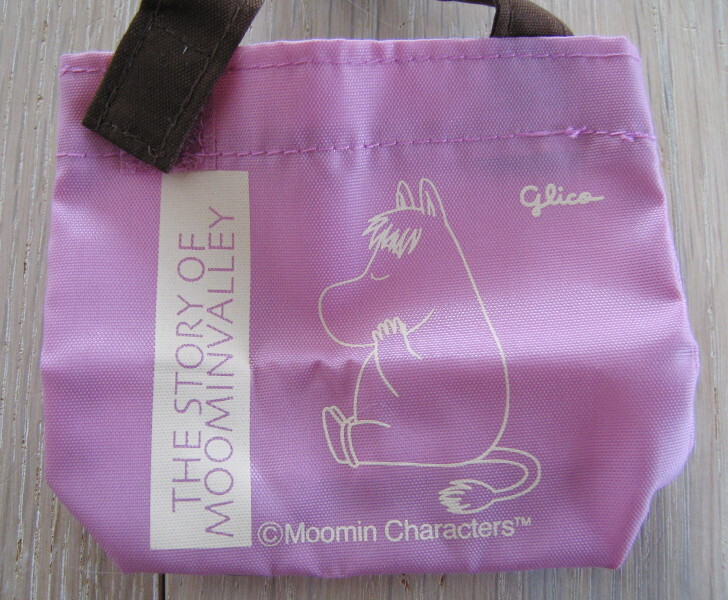 Glico
THE STORY OF
MOOMINVALLEY
©Moomin Characters™